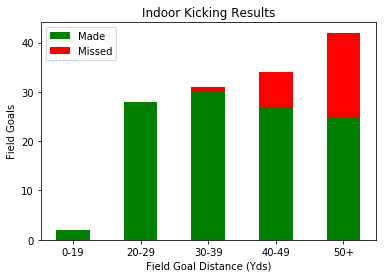 Indoor Kicking Results
Made
Missed
Field Goals
40
30
20
10
0
0-19 20-29 30-39 40-49 50+
Field Goal Distance (Yds)